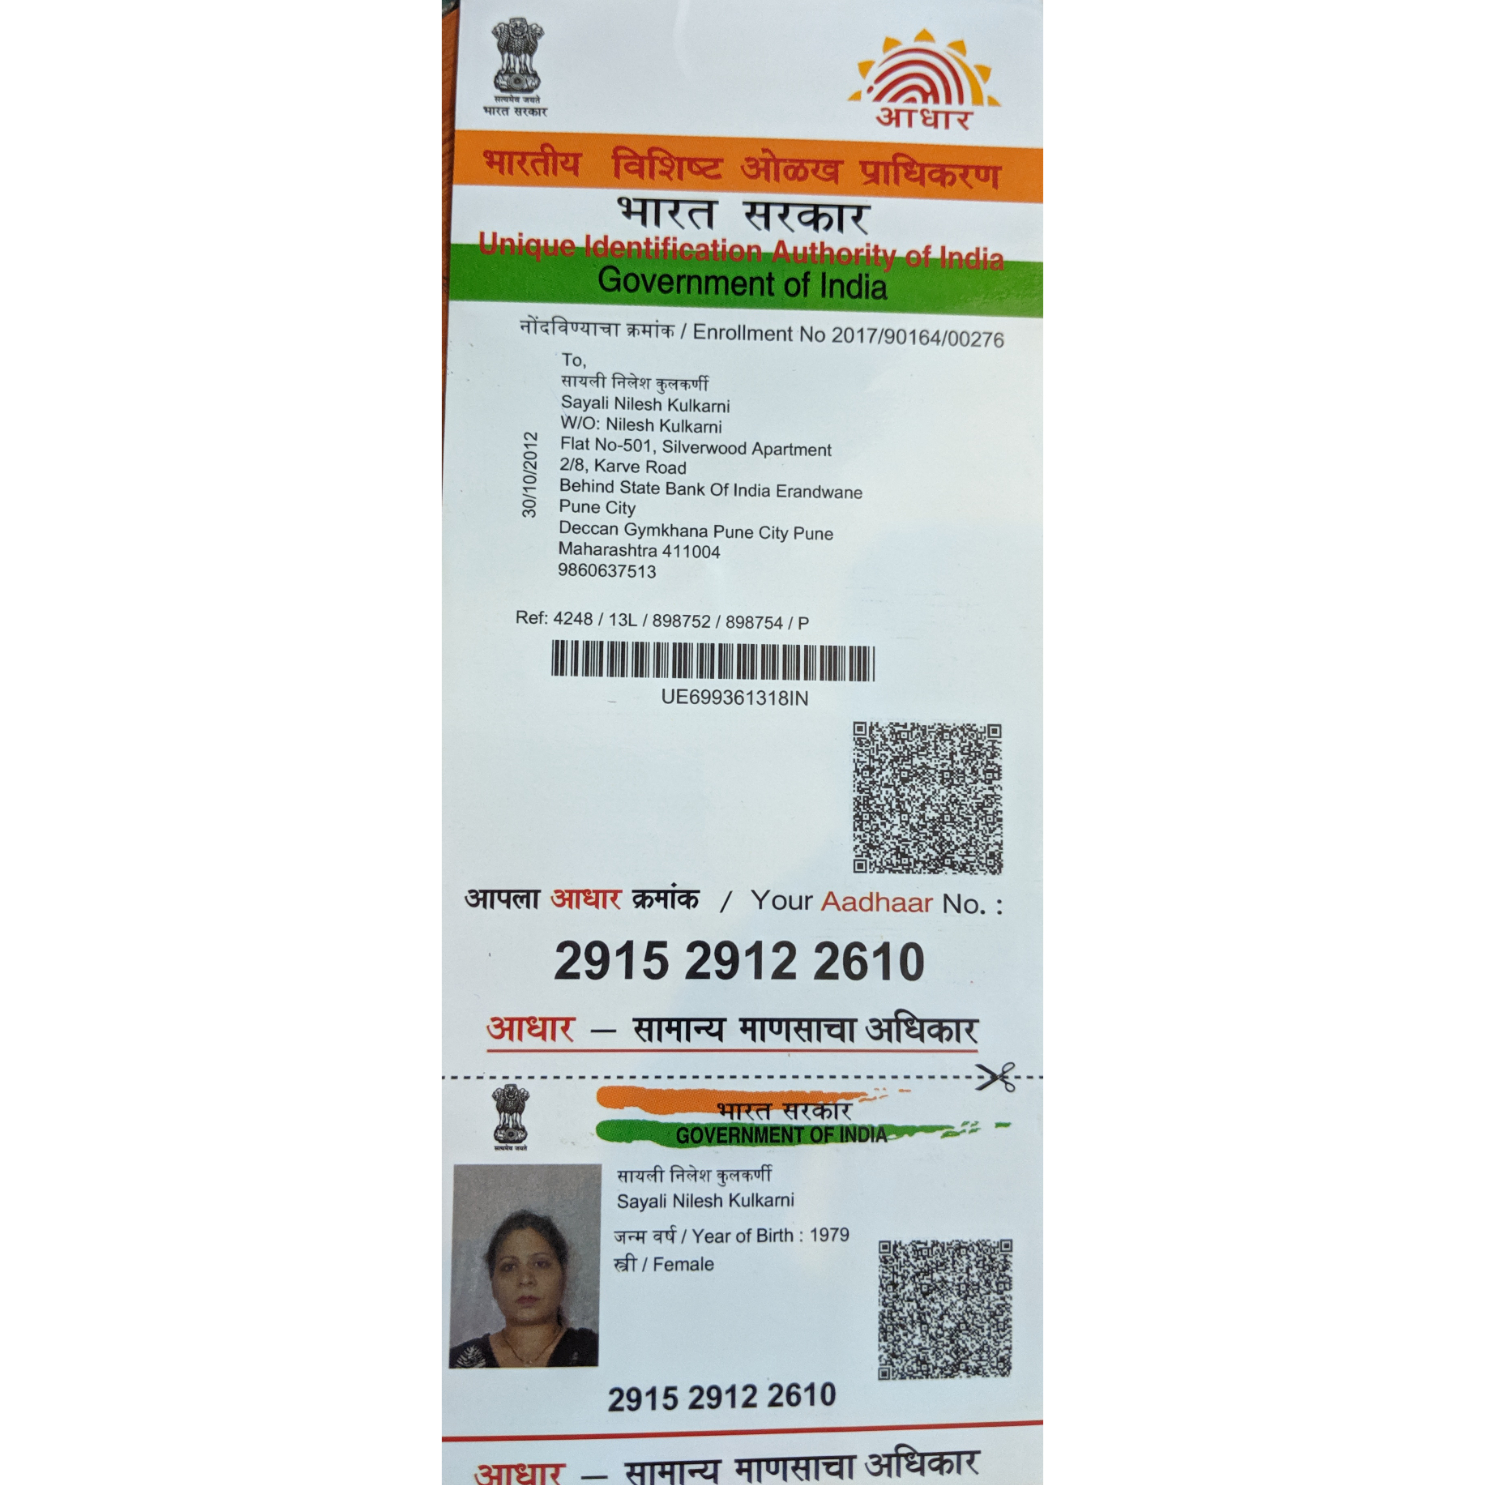 सत्यमेव जयते
भारत सरकार
आधार
भारतीय विशिष्ट ओळख प्राधिकरण
भारत सरकार
Unique Identification Authority of India
Government of India
नोंदविण्याचा क्रमांक / Enrollment No 2017/90164/00276
To,
सायली निलेश कुलकर्णी
Sayali Nilesh Kulkarni
W/O: Nilesh Kulkarni
Flat No-501, Silverwood Apartment
2/8, Karve Road
Behind State Bank Of India Erandwane
Pune City
Deccan Gymkhana Pune City Pune
Maharashtra 411004
9860637513
30/10/2012
Ref: 4248 / 13L / 898752 / 898754 / P
UE699361318IN
आपला आधार क्रमांक / Your Aadhaar No. :
2915 2912 2610
आधार – सामान्य माणसाचा अधिकार
सत्यमेव जयते
भारत सरकार
GOVERNMENT OF INDIA
सायली निलेश कुलकर्णी
Sayali Nilesh Kulkarni
जन्म वर्ष / Year of Birth : 1979
स्त्री / Female
2915 2912 2610
आधार – सामान्य माणसाचा अधिकार